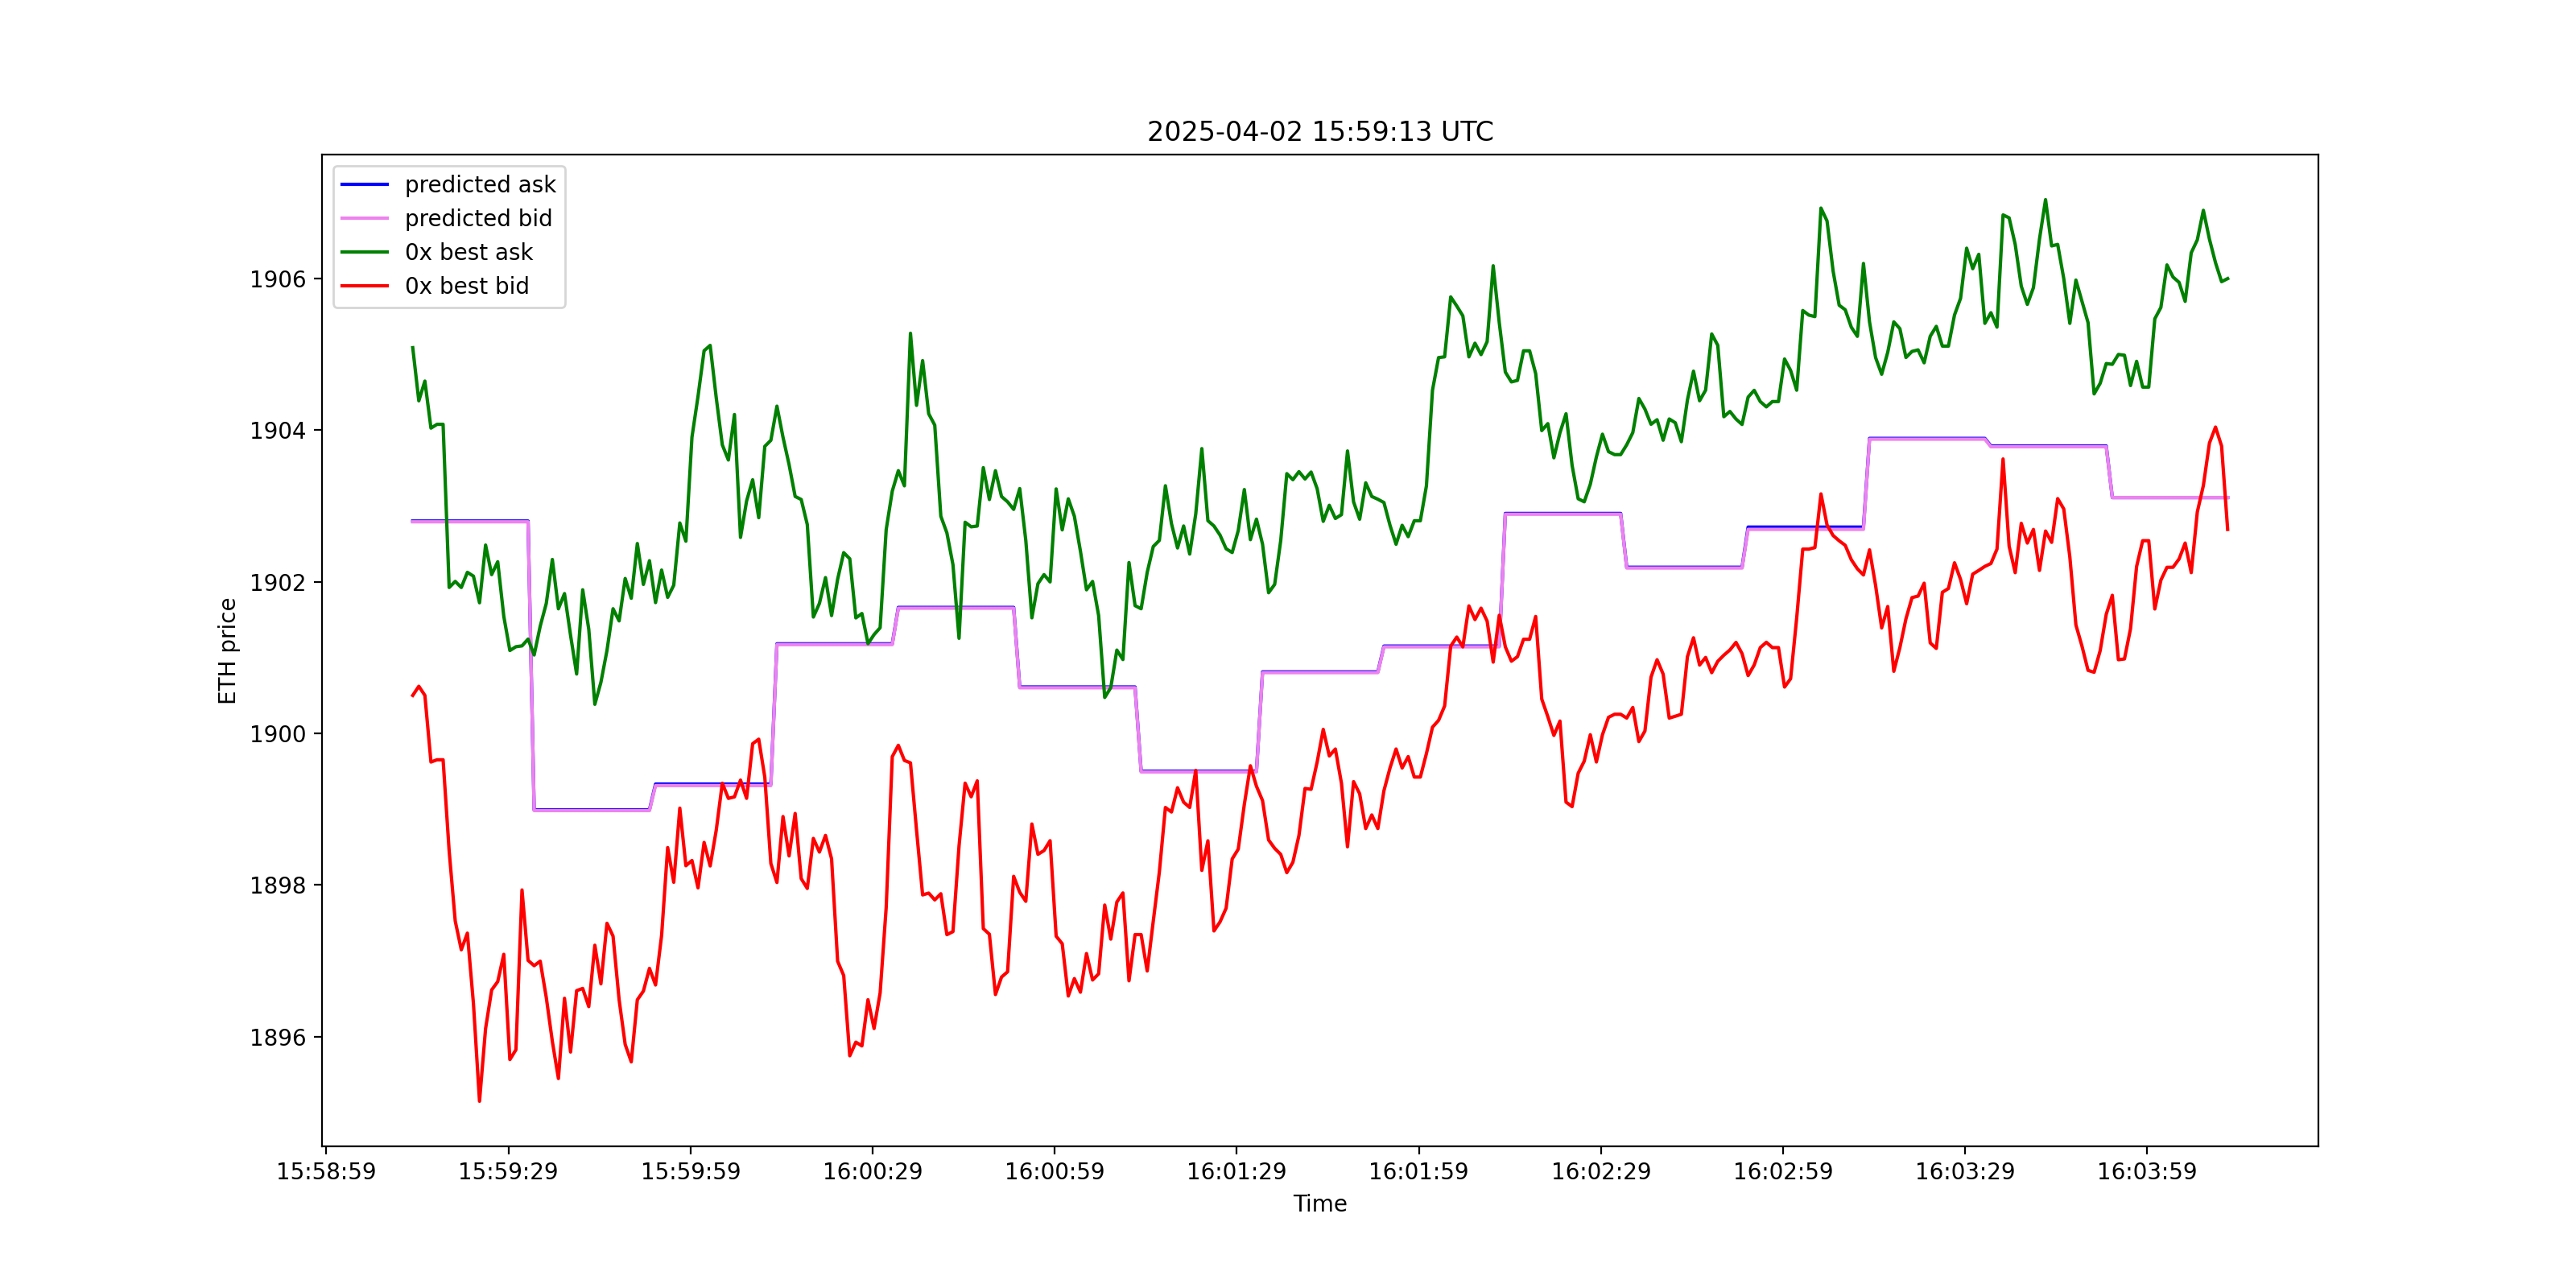 2025-04-02 15:59:13 UTC
predicted ask
predicted bid
0x best ask
0x best bid
ETH price
1906
1904
1902
1900
1898
1896
15:58:59 15:59:29 15:59:59 16:00:29 16:00:59 16:01:29 16:01:59 16:02:29 16:02:59 16:03:29 16:03:59
Time